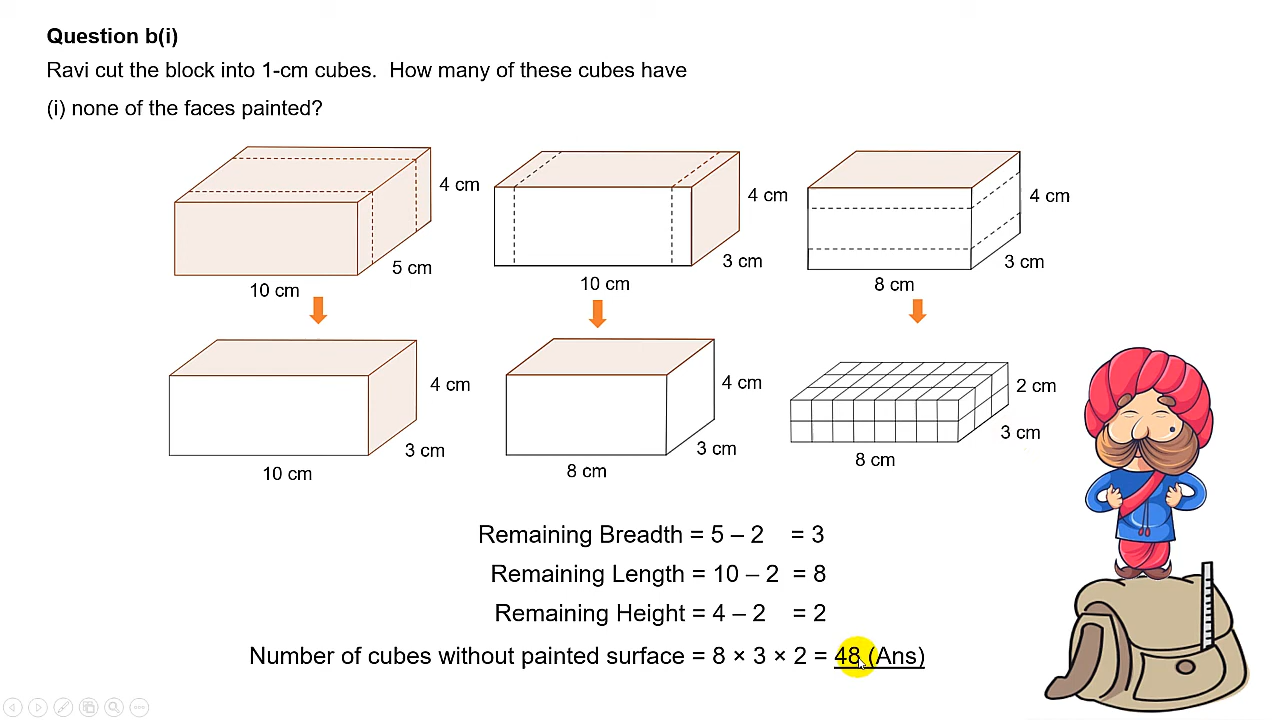 Question b(i)
Ravi cut the block into 1-cm cubes. How many of these cubes have
(i) none of the faces painted?
4 cm
5 cm
10 cm
4 cm
3 cm
10 cm
4 cm
3 cm
8 cm
4 cm
3 cm
10 cm
4 cm
3 cm
8 cm
2 cm
3 cm
8 cm
Remaining Breadth = 5 – 2 = 3
Remaining Length = 10 – 2 = 8
Remaining Height = 4 – 2 = 2
Number of cubes without painted surface = 8 × 3 × 2 = 48 (Ans)